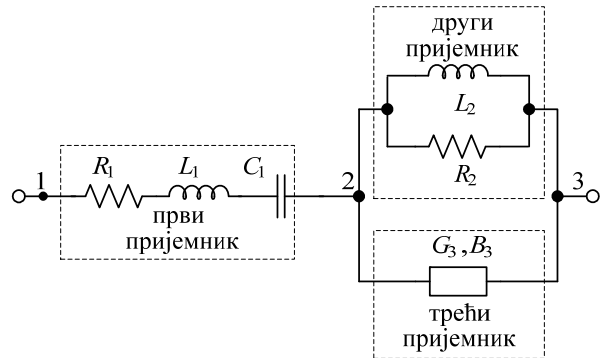 други
пријемник
L₂
R₂
1
R₁
L₁
C₁
2
3
први
пријемник
G₃ , B₃
трећи
пријемник